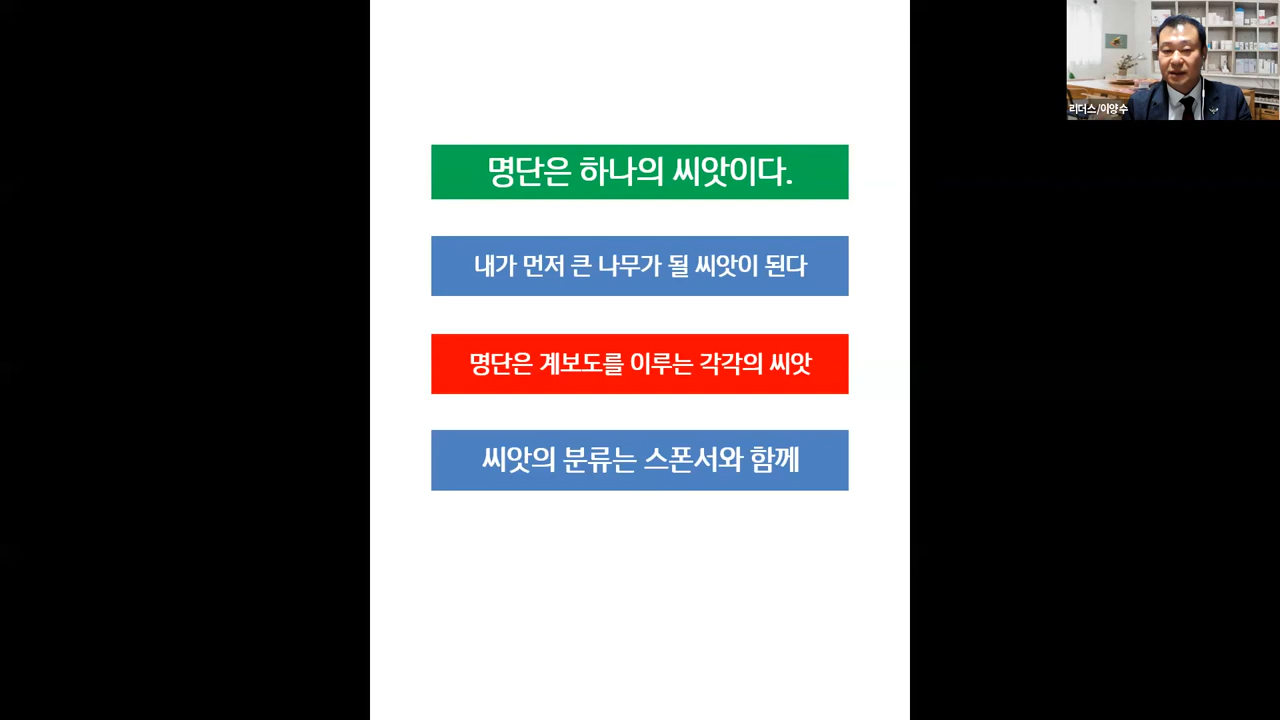 명단은 하나의 씨앗이다.
내가 먼저 큰 나무가 될 씨앗이 된다
명단은 계보도를 이루는 각각의 씨앗
씨앗의 분류는 스폰서와 함께
리더스/이양수